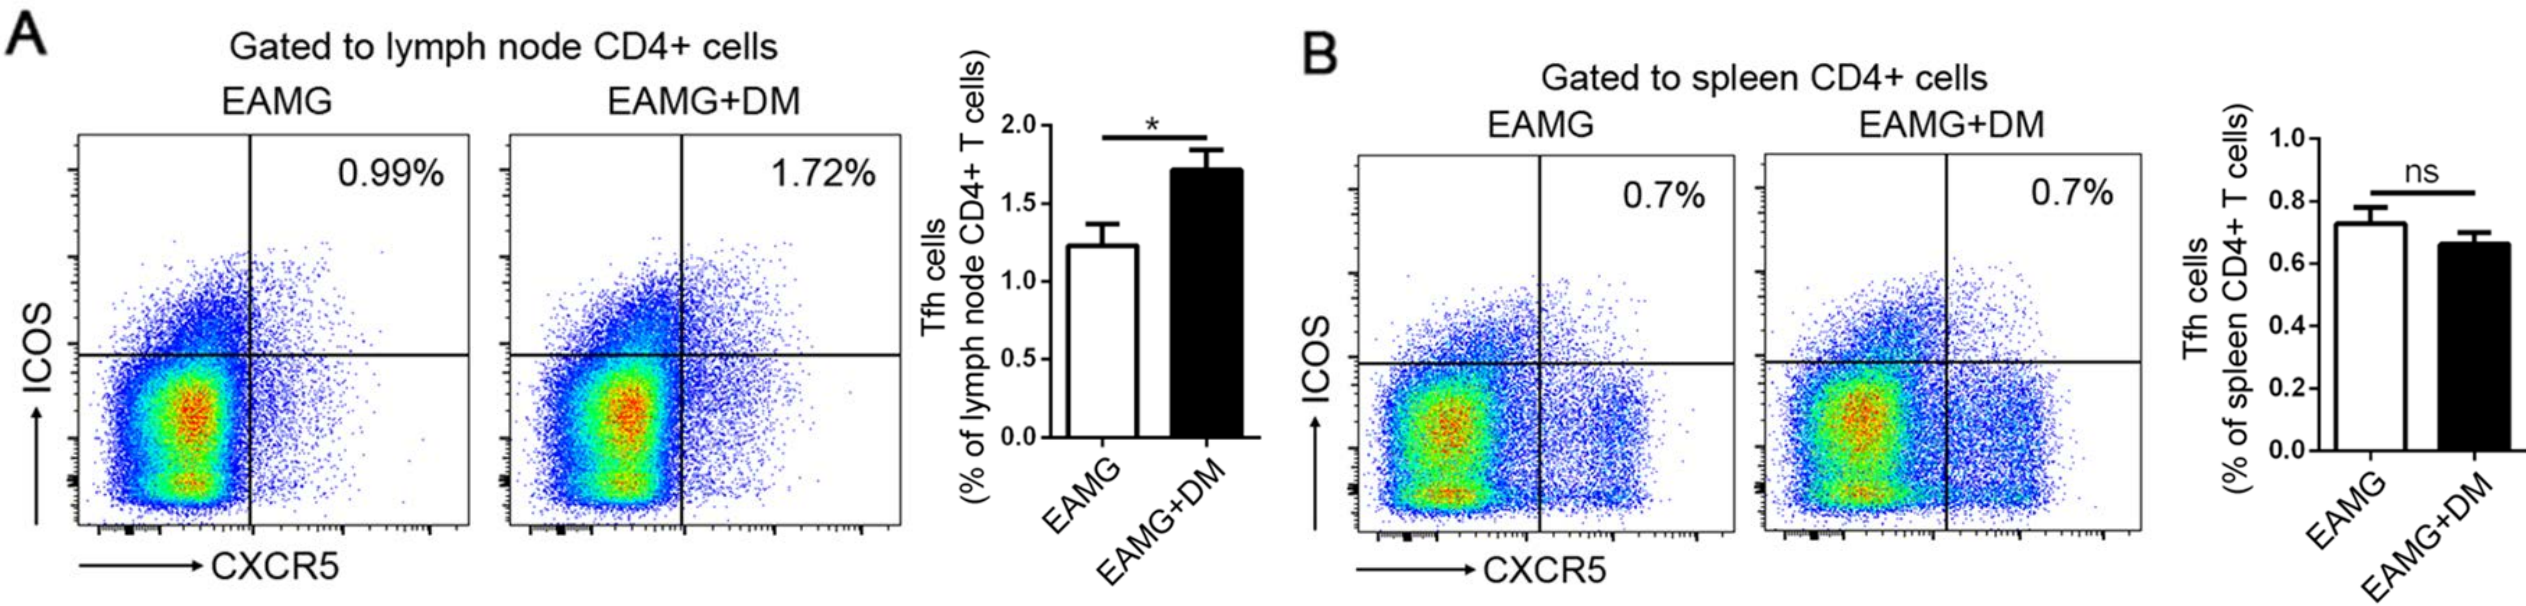 A
Gated to lymph node CD4+ cells
EAMG
EAMG+DM
0.99%
1.72%
ICOS
CXCR5
Tfh cells
(% of lymph node CD4+ T cells)
2.0
1.5
1.0
0.5
0.0
*
EAMG
EAMG+DM
B
Gated to spleen CD4+ cells
EAMG
EAMG+DM
0.7%
0.7%
ICOS
CXCR5
Tfh cells
(% of spleen CD4+ T cells)
1.0
0.8
0.6
0.4
0.2
0.0
ns
EAMG
EAMG+DM